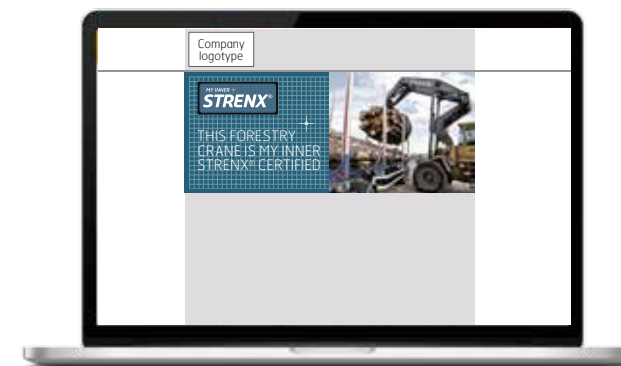 Company
logotype
MY INNER
STRENX®
THIS FORESTRY
CRANE IS MY INNER
STRENX® CERTIFIED